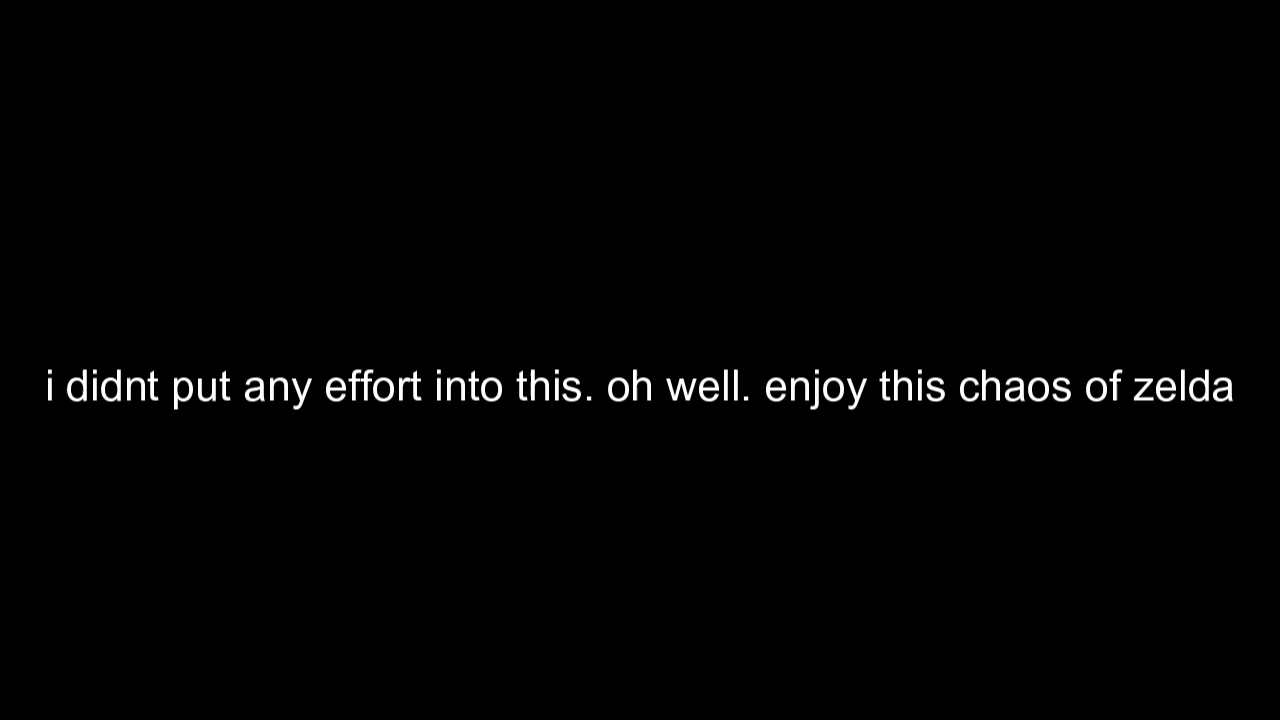 i didnt put any effort into this. oh well. enjoy this chaos of zelda